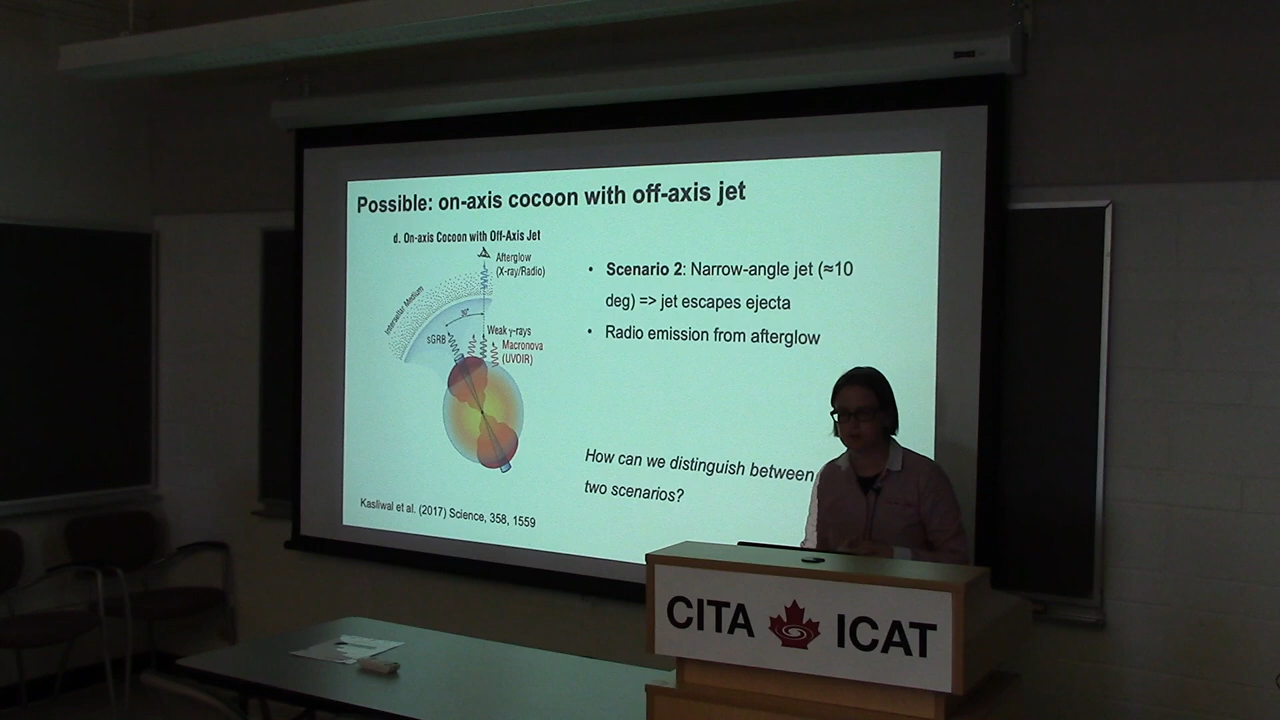 Possible: on-axis cocoon with off-axis jet
d. On-axis Cocoon with Off-Axis Jet
Afterglow
(X-ray/Radio)
Interstellar Medium
30°
sGRB
Weak γ-rays
Macronova
(UVOIR)
• Scenario 2: Narrow-angle jet (≈10
deg) => jet escapes ejecta
• Radio emission from afterglow
How can we distinguish between
two scenarios?
Kasliwal et al. (2017) Science, 358, 1559
CITA ICAT